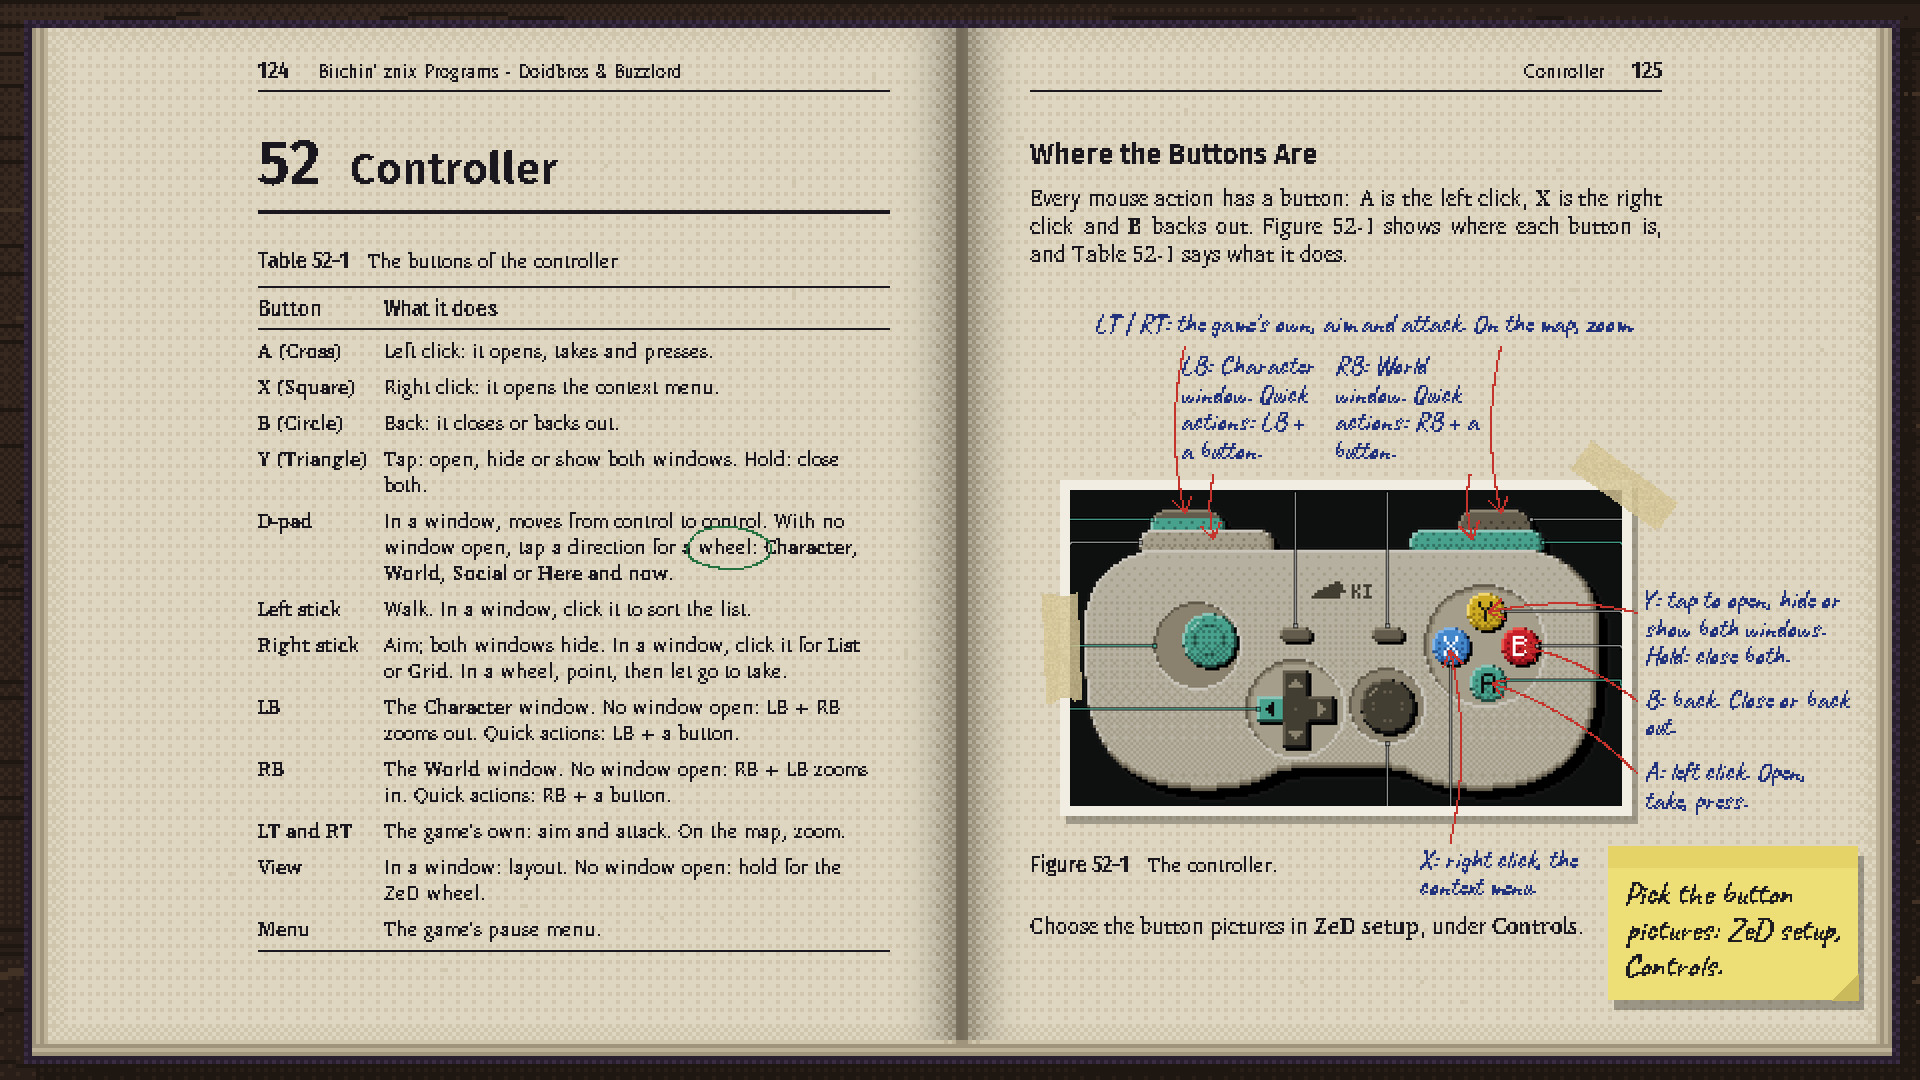 124 Birchin' znix Programs - Doidbros & Buzzlord
52 Controller
Table 52-1 The buttons of the controller
Button What it does
A (Cross) Left click: it opens, takes and presses.
X (Square) Right click: it opens the context menu.
B (Circle) Back: it closes or backs out.
Y (Triangle) Tap: open, hide or show both windows. Hold: close
both.
D-pad In a window, moves from control to control. With no
window open, tap a direction for a wheel: Character,
World, Social or Here and now.
Left stick Walk. In a window, click it to sort the list.
Right stick Aim; both windows hide. In a window, click it for List
or Grid. In a wheel, point, then let go to take.
LB The Character window. No window open: LB + RB
zooms out. Quick actions: LB + a button.
RB The World window. No window open: RB + LB zooms
in. Quick actions: RB + a button.
LT and RT The game's own: aim and attack. On the map, zoom.
View In a window: layout. No window open: hold for the
ZeD wheel.
Menu The game's pause menu.
Controller 125
Where the Buttons Are
Every mouse action has a button: A is the left click, X is the right
click and B backs out. Figure 52-1 shows where each button is,
and Table 52-1 says what it does.
LT / RT: the game's own, aim and attack. On the map, zoom.
LB: Character
window. Quick
actions: LB +
a button.
RB: World
window. Quick
actions: RB + a
button.
KI
Y
X
B
A
Y: tap to open, hide or
show both windows.
Hold: close both.
B: back. Close or back
out.
A: left click. Open,
take, press.
X: right click, the
context menu.
Figure 52-1 The controller.
Choose the button pictures in ZeD setup, under Controls.
Pick the button
pictures: ZeD setup,
Controls.